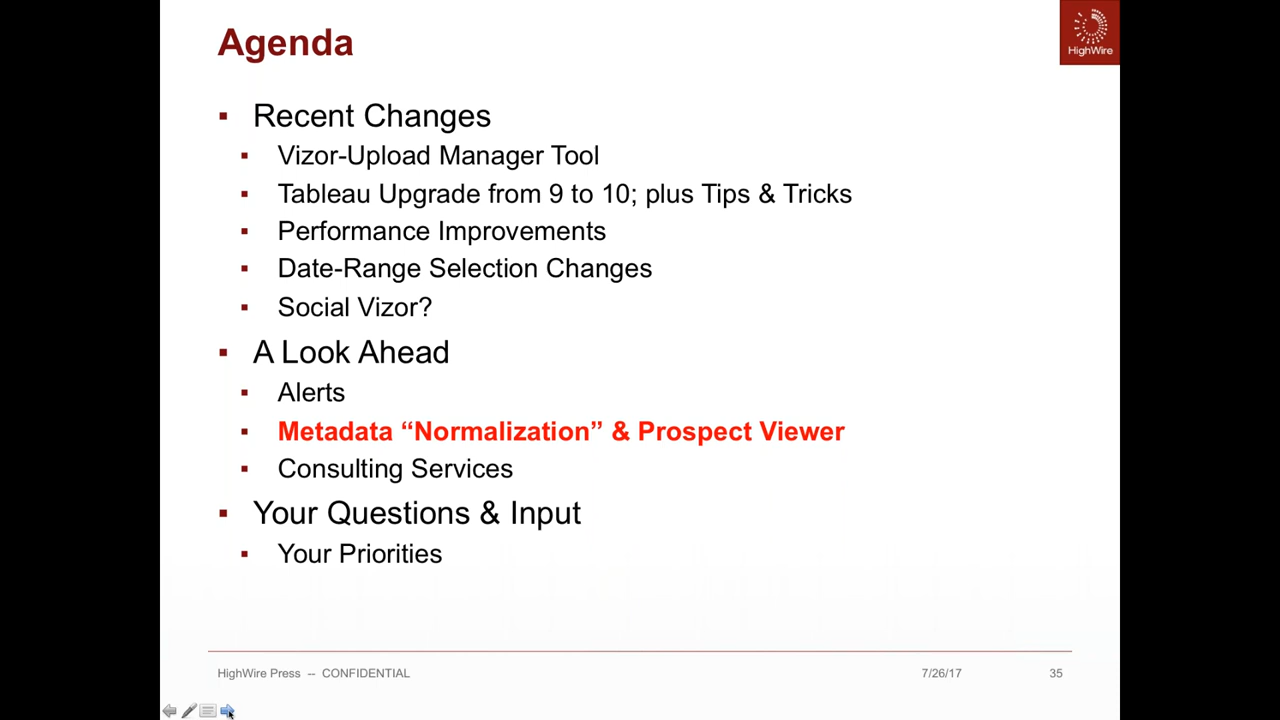 Agenda
HighWire
▪ Recent Changes
▪ Vizor-Upload Manager Tool
▪ Tableau Upgrade from 9 to 10; plus Tips & Tricks
▪ Performance Improvements
▪ Date-Range Selection Changes
▪ Social Vizor?
▪ A Look Ahead
▪ Alerts
▪ Metadata “Normalization” & Prospect Viewer
▪ Consulting Services
▪ Your Questions & Input
▪ Your Priorities
HighWire Press -- CONFIDENTIAL 7/26/17 35